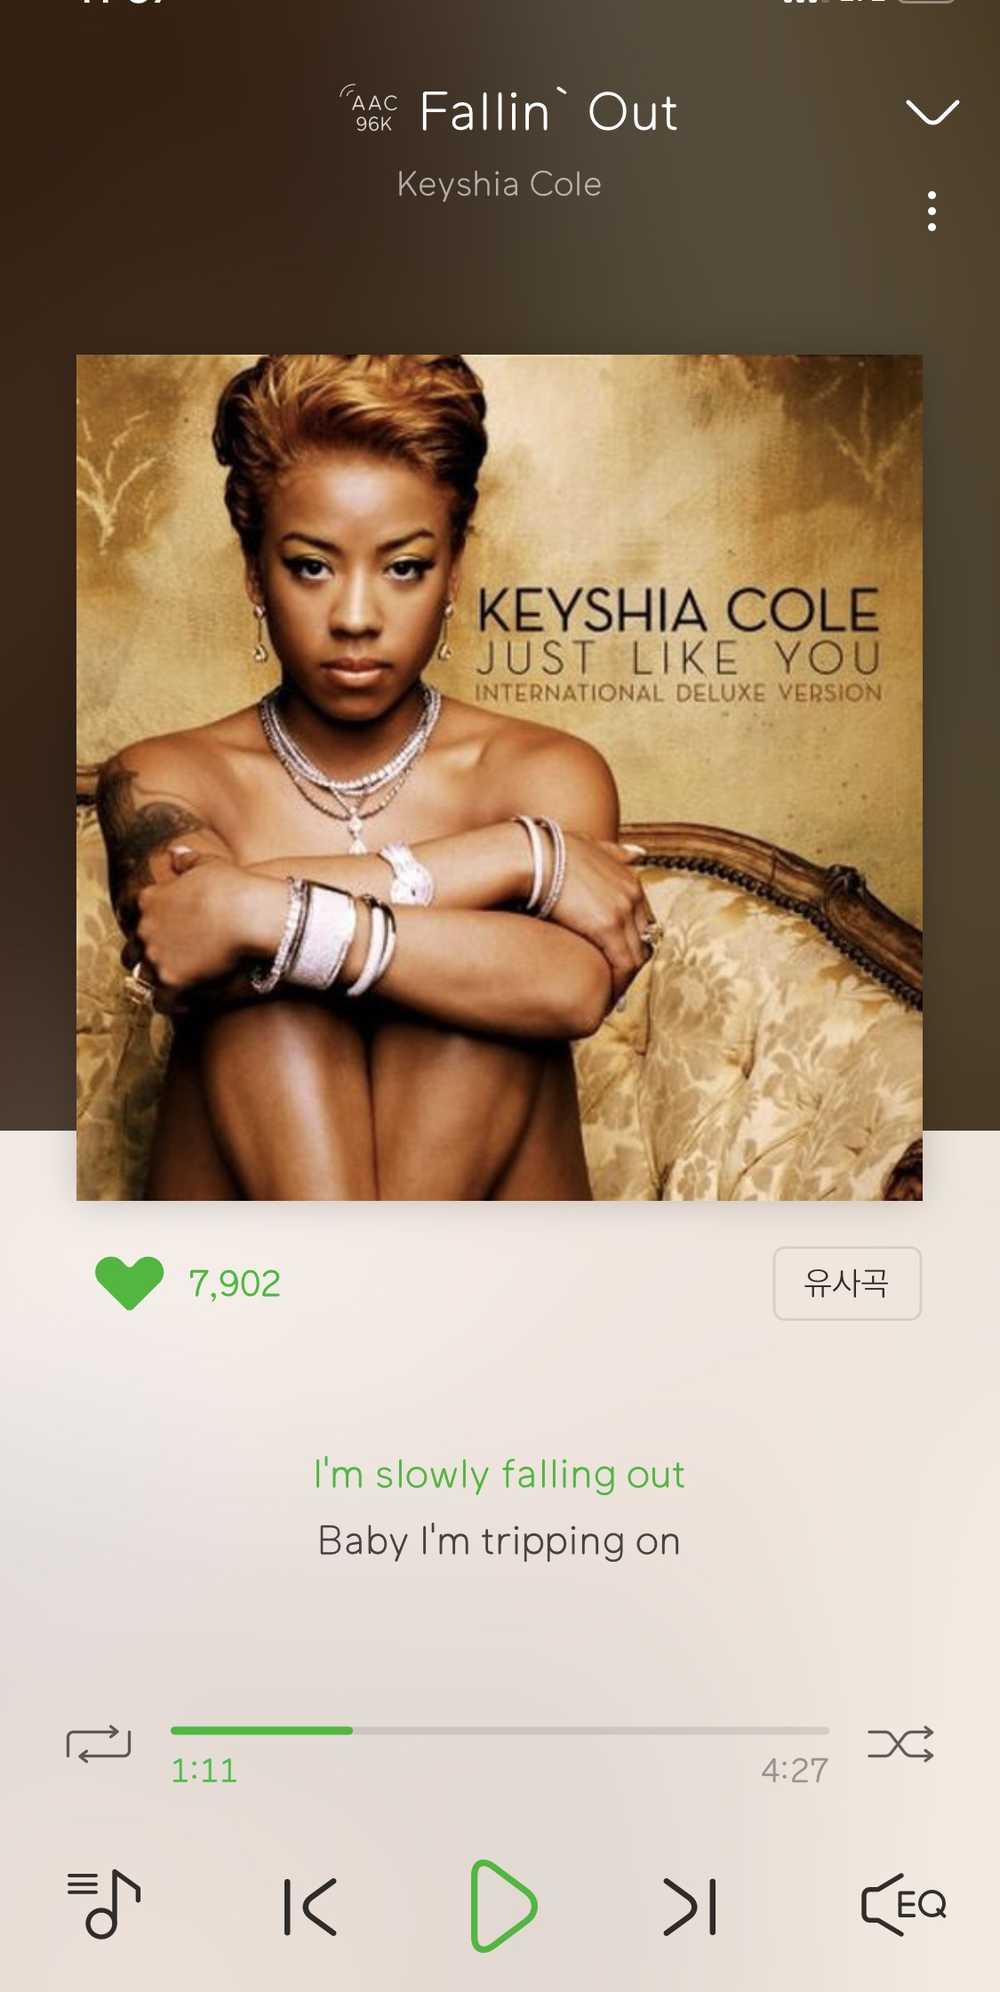 AAC
96K
Fallin` Out
Keyshia Cole
KEYSHIA COLE
JUST LIKE YOU
INTERNATIONAL DELUXE VERSION
7,902
유사곡
I'm slowly falling out
Baby I'm tripping on
1:11
4:27
EQ